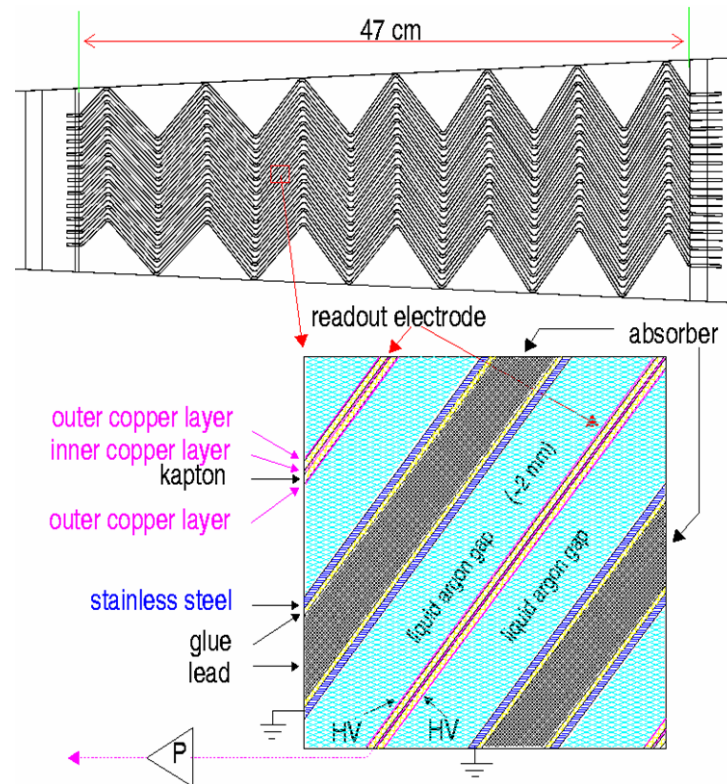 47 cm
readout electrode
absorber
outer copper layer
inner copper layer
kapton
outer copper layer
(~2 mm)
liquid argon gap
liquid argon gap
stainless steel
glue
lead
HV
HV
P